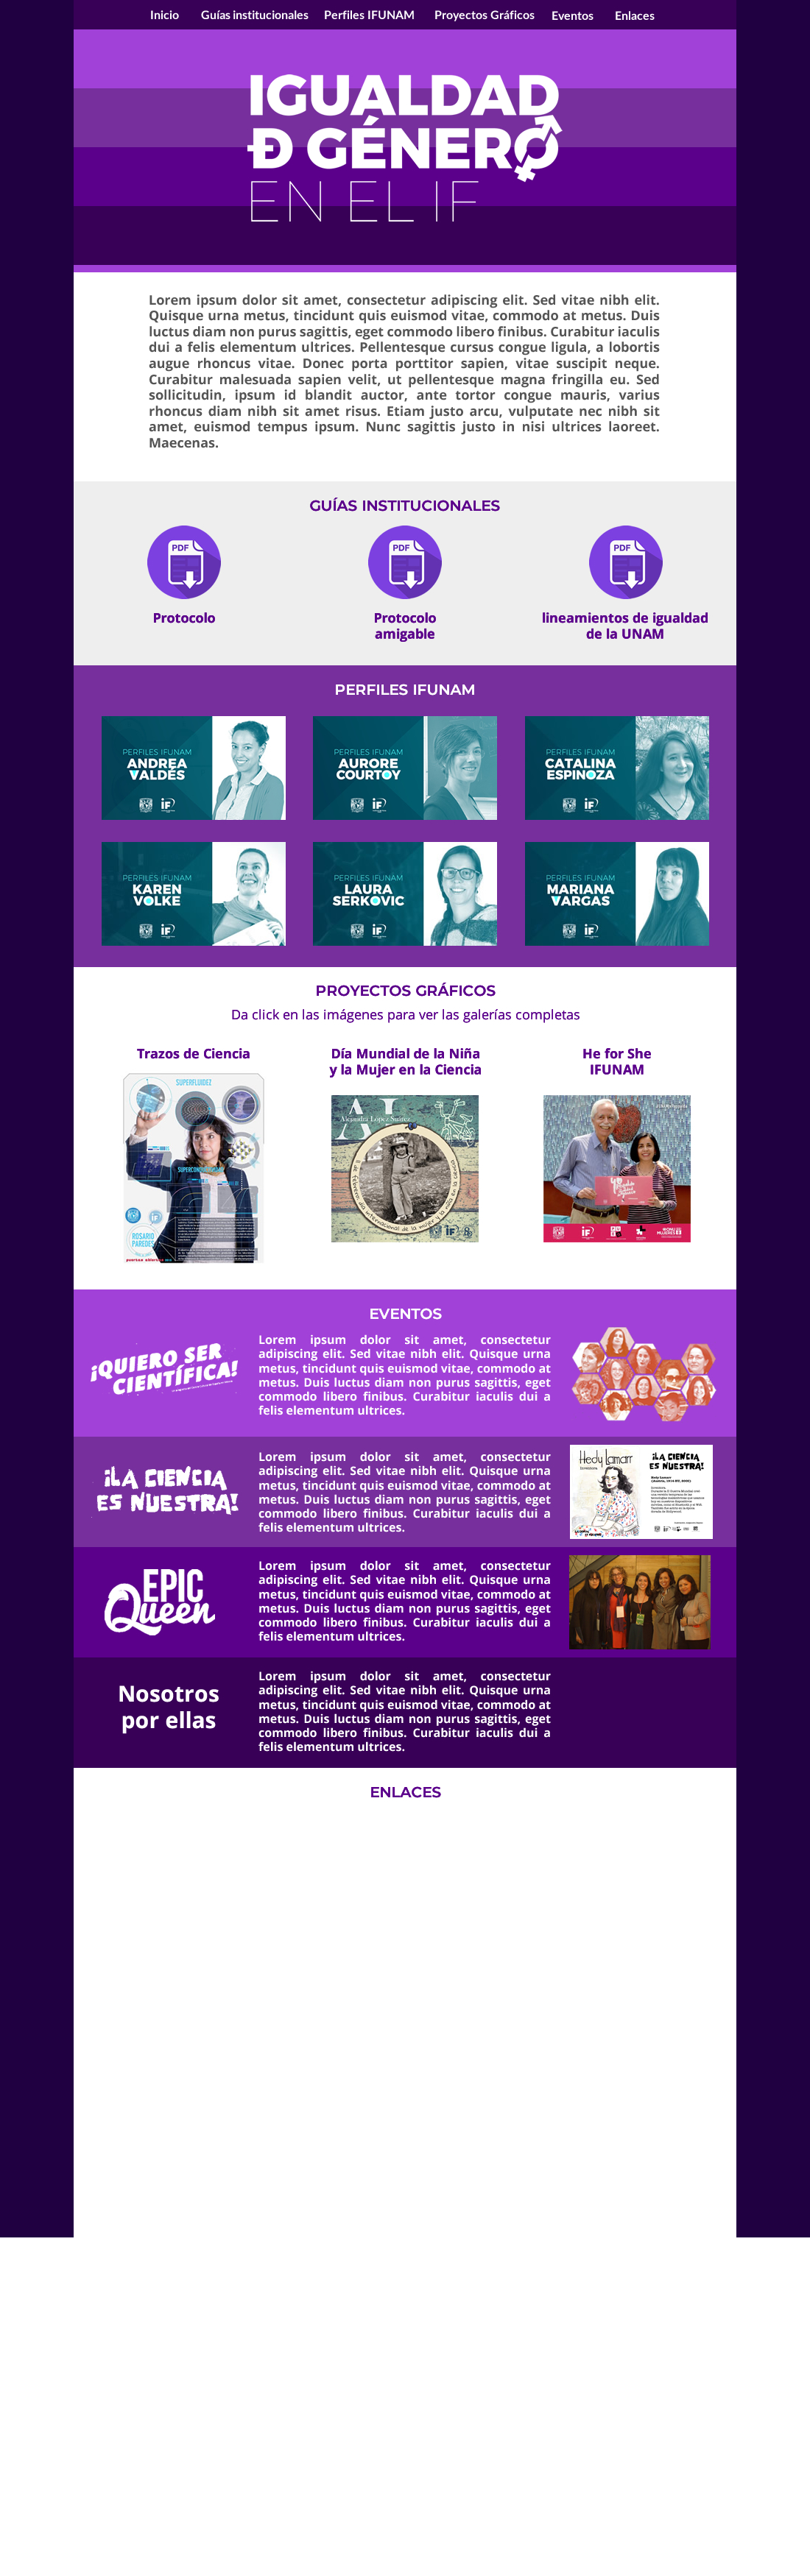 Inicio Guías institucionales Perfiles IFUNAM Proyectos Gráficos Eventos Enlaces
IGUALDAD
Đ GÉNERO
EN EL IF
Lorem ipsum dolor sit amet, consectetur adipiscing elit. Sed vitae nibh elit.
Quisque urna metus, tincidunt quis euismod vitae, commodo at metus. Duis
luctus diam non purus sagittis, eget commodo libero finibus. Curabitur iaculis
dui a felis elementum ultrices. Pellentesque cursus congue ligula, a lobortis
augue rhoncus vitae. Donec porta porttitor sapien, vitae suscipit neque.
Curabitur malesuada sapien velit, ut pellentesque magna fringilla eu. Sed
sollicitudin, ipsum id blandit auctor, ante tortor congue mauris, varius
rhoncus diam nibh sit amet risus. Etiam justo arcu, vulputate nec nibh sit
amet, euismod tempus ipsum. Nunc sagittis justo in nisi ultrices laoreet.
Maecenas.
GUÍAS INSTITUCIONALES
PDF
PDF
PDF
Protocolo
Protocolo
amigable
lineamientos de igualdad
de la UNAM
PERFILES IFUNAM
PERFILES IFUNAM
ANDREA
VALDÉS
iF
PERFILES IFUNAM
AURORE
COURTOY
iF
PERFILES IFUNAM
CATALINA
ESPINOZA
iF
PERFILES IFUNAM
KAREN
VOLKE
iF
PERFILES IFUNAM
LAURA
SERKOVIC
iF
PERFILES IFUNAM
MARIANA
VARGAS
iF
PROYECTOS GRÁFICOS
Da click en las imágenes para ver las galerías completas
Trazos de Ciencia
SUPERFLUIDEZ
ROSARIO
PAREDES
Día Mundial de la Niña
y la Mujer en la Ciencia
Alejandra López Suárez
iF
He for She
IFUNAM
iF
EVENTOS
¡QUIERO SER
CIENTÍFICA!
Lorem ipsum dolor sit amet, consectetur
adipiscing elit. Sed vitae nibh elit. Quisque urna
metus, tincidunt quis euismod vitae, commodo at
metus. Duis luctus diam non purus sagittis, eget
commodo libero finibus. Curabitur iaculis dui a
felis elementum ultrices.
¡LA CIENCIA
ES NUESTRA!
Lorem ipsum dolor sit amet, consectetur
adipiscing elit. Sed vitae nibh elit. Quisque urna
metus, tincidunt quis euismod vitae, commodo at
metus. Duis luctus diam non purus sagittis, eget
commodo libero finibus. Curabitur iaculis dui a
felis elementum ultrices.
Hedy Lamarr
¡LA CIENCIA
ES NUESTRA!
Hedy Lamarr
EPIC
Queen
Lorem ipsum dolor sit amet, consectetur
adipiscing elit. Sed vitae nibh elit. Quisque urna
metus, tincidunt quis euismod vitae, commodo at
metus. Duis luctus diam non purus sagittis, eget
commodo libero finibus. Curabitur iaculis dui a
felis elementum ultrices.
Nosotros
por ellas
Lorem ipsum dolor sit amet, consectetur
adipiscing elit. Sed vitae nibh elit. Quisque urna
metus, tincidunt quis euismod vitae, commodo at
metus. Duis luctus diam non purus sagittis, eget
commodo libero finibus. Curabitur iaculis dui a
felis elementum ultrices.
ENLACES